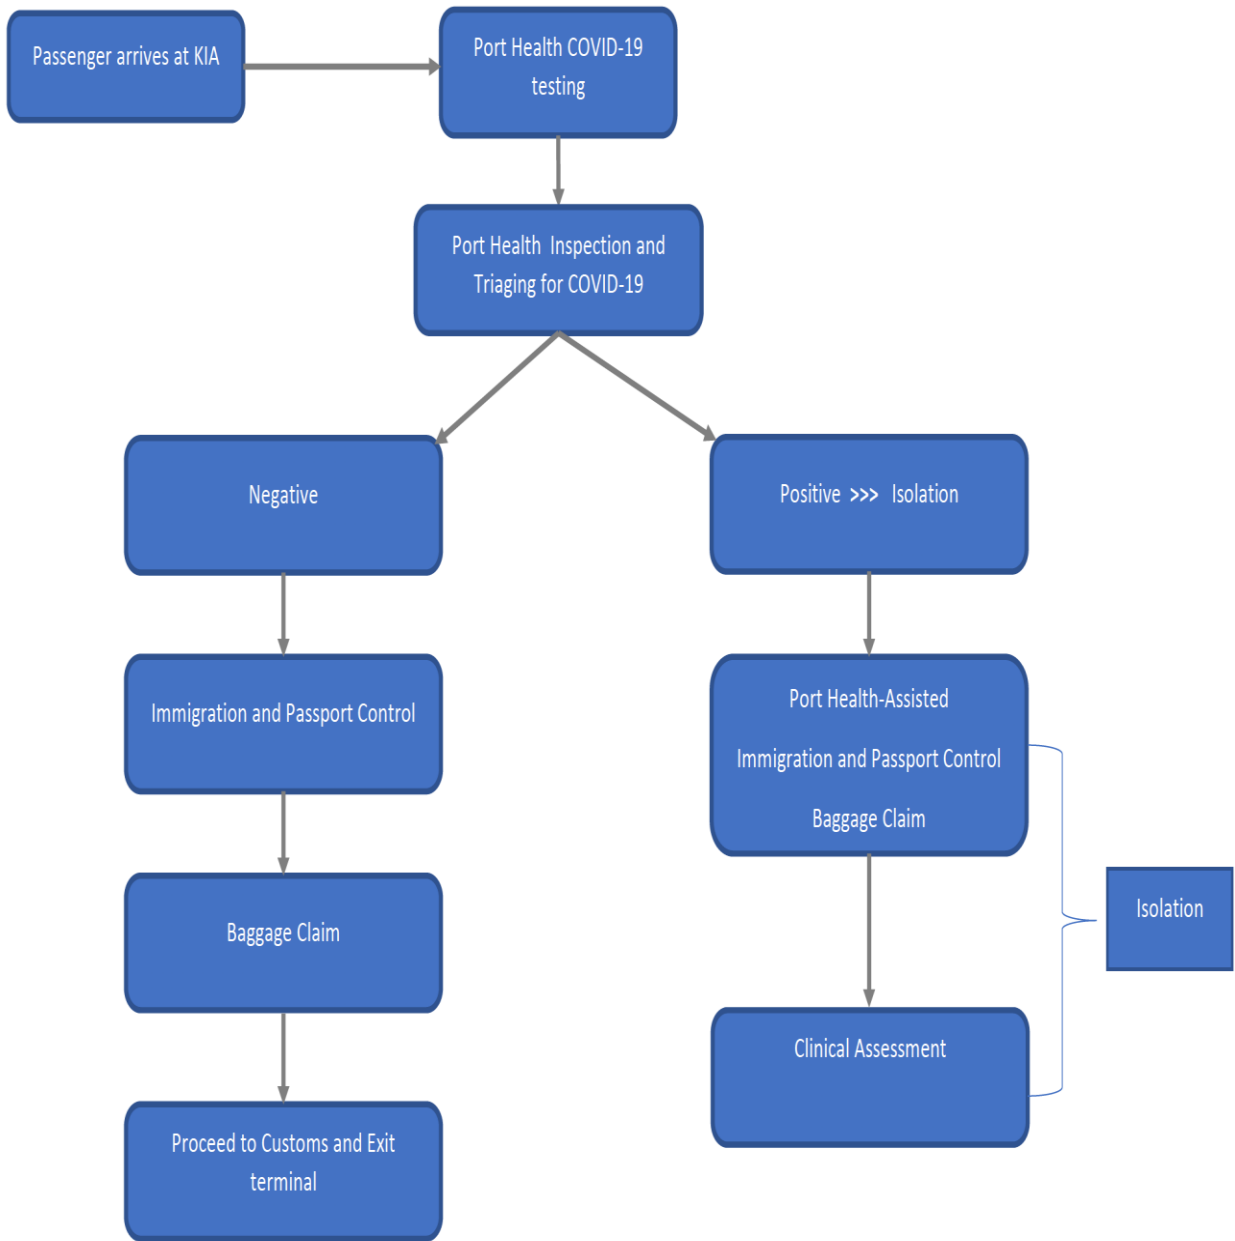 Passenger arrives at KIA
Port Health COVID-19
testing
Port Health Inspection and
Triaging for COVID-19
Negative
Positive >>> Isolation
Immigration and Passport Control
Port Health-Assisted
Immigration and Passport Control
Baggage Claim
Baggage Claim
Isolation
Clinical Assessment
Proceed to Customs and Exit
terminal